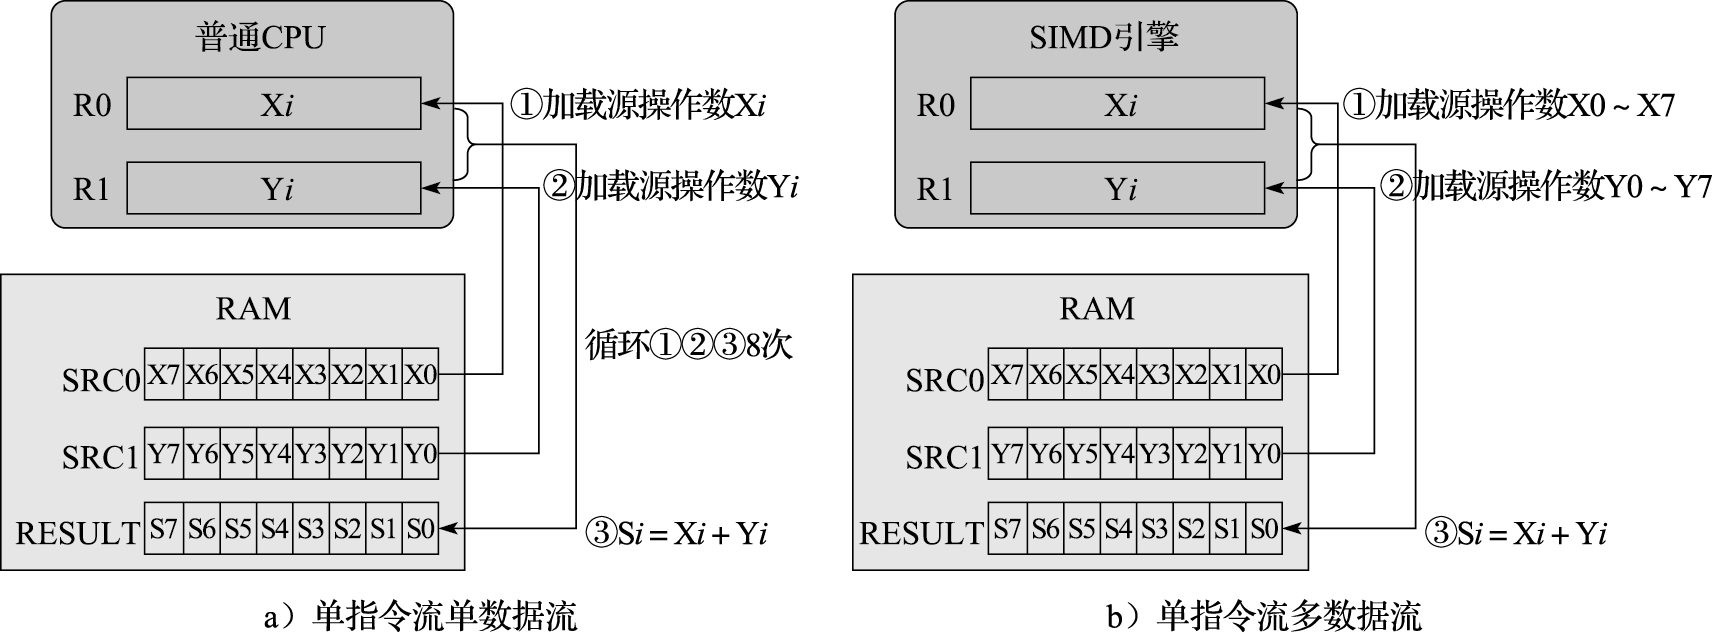 普通CPU
R0 Xi
①加载源操作数Xi
R1 Yi
②加载源操作数Yi
RAM
循环①②③8次
SRC0 X7 X6 X5 X4 X3 X2 X1 X0
SRC1 Y7 Y6 Y5 Y4 Y3 Y2 Y1 Y0
RESULT S7 S6 S5 S4 S3 S2 S1 S0
③Si = Xi + Yi
a）单指令流单数据流
SIMD引擎
R0 Xi
①加载源操作数X0～X7
R1 Yi
②加载源操作数Y0～Y7
RAM
SRC0 X7 X6 X5 X4 X3 X2 X1 X0
SRC1 Y7 Y6 Y5 Y4 Y3 Y2 Y1 Y0
RESULT S7 S6 S5 S4 S3 S2 S1 S0
③Si = Xi + Yi
b）单指令流多数据流